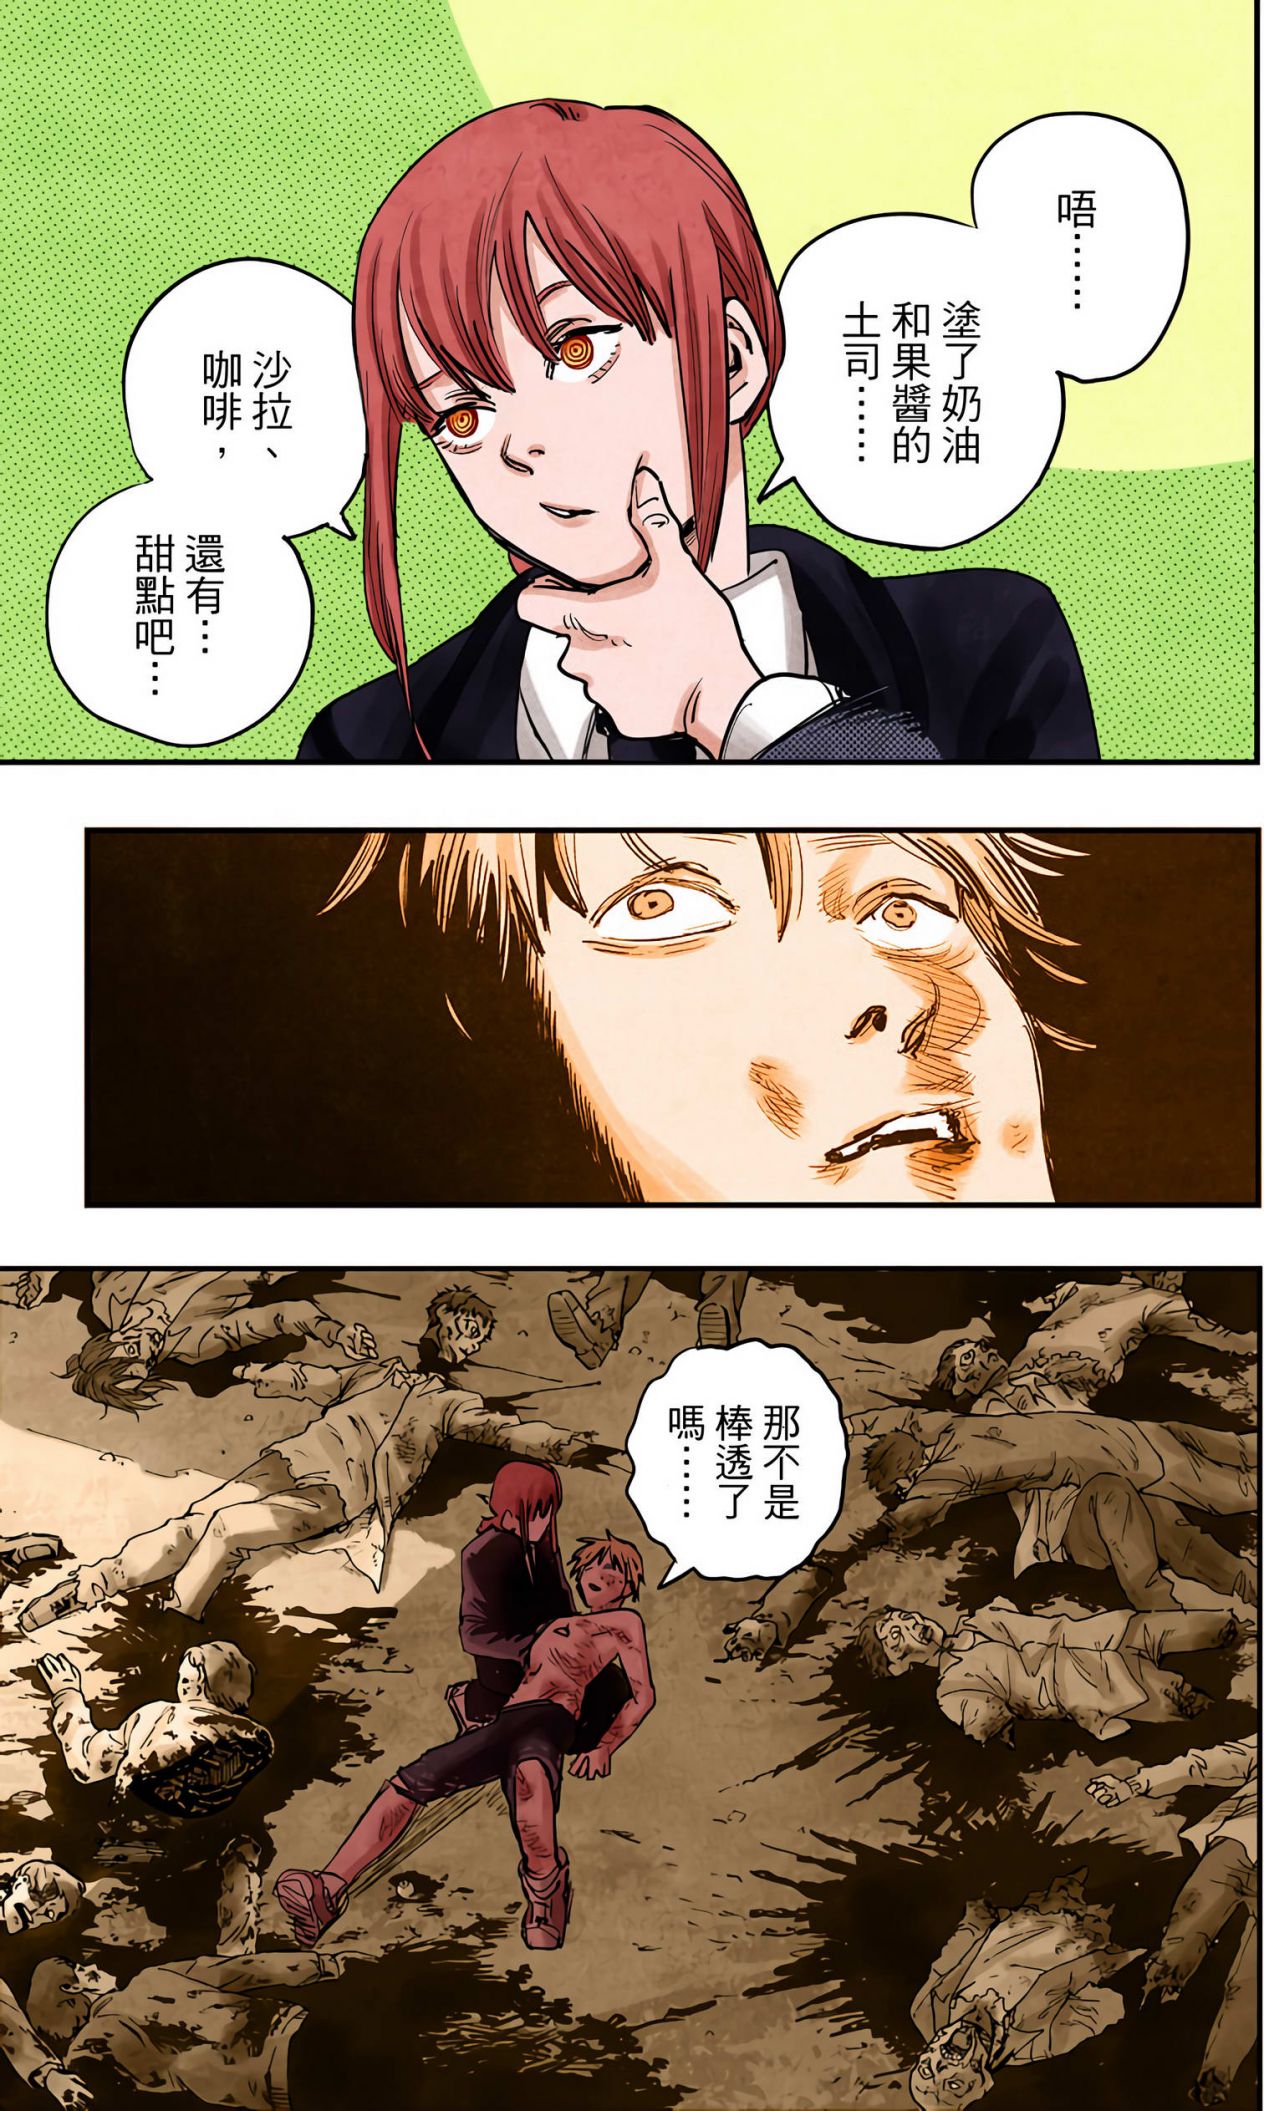 唔……
塗了奶油
和果醬的
土司……
沙拉、
咖啡，
還有…
甜點吧…
那不是
棒透了
嗎……